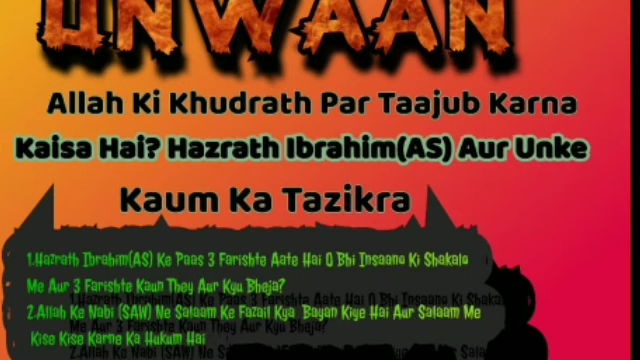 UNWAAN
Allah Ki Khudrath Par Taajub Karna
Kaisa Hai? Hazrath Ibrahim(AS) Aur Unke
Kaum Ka Tazikra
1.Hazrath Ibrahim(AS) Ke Paas 3 Farishte Aate Hai O Bhi Insaano Ki Shakalo
Me Aur 3 Farishte Kaun They Aur Kyu Bheja?
2.Allah Ke Nabi (SAW) Ne Salaam Ke Fazail Kya Bayan Kiye Hai Aur Salaam Me
Kise Kise Karne Ka Hukum Hai